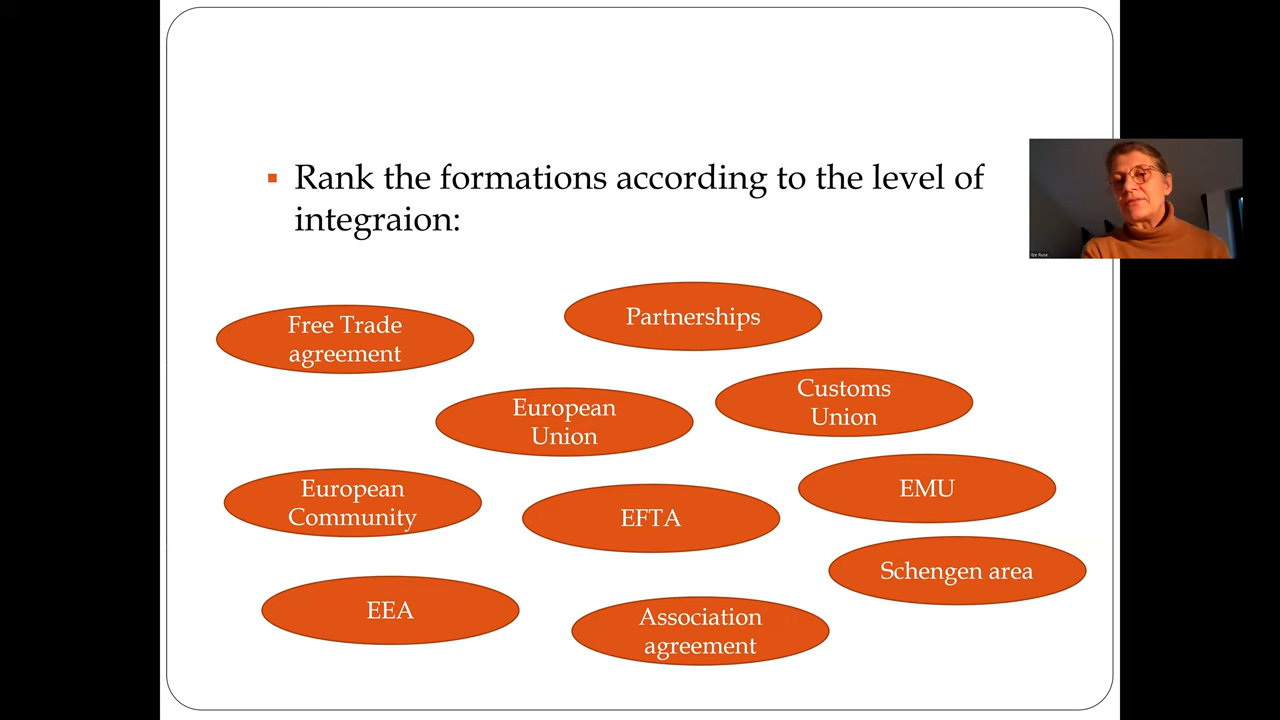 ▪ Rank the formations according to the level of
integraion:
Free Trade
agreement
Partnerships
European
Union
Customs
Union
European
Community
EFTA
EMU
Schengen area
EEA
Association
agreement